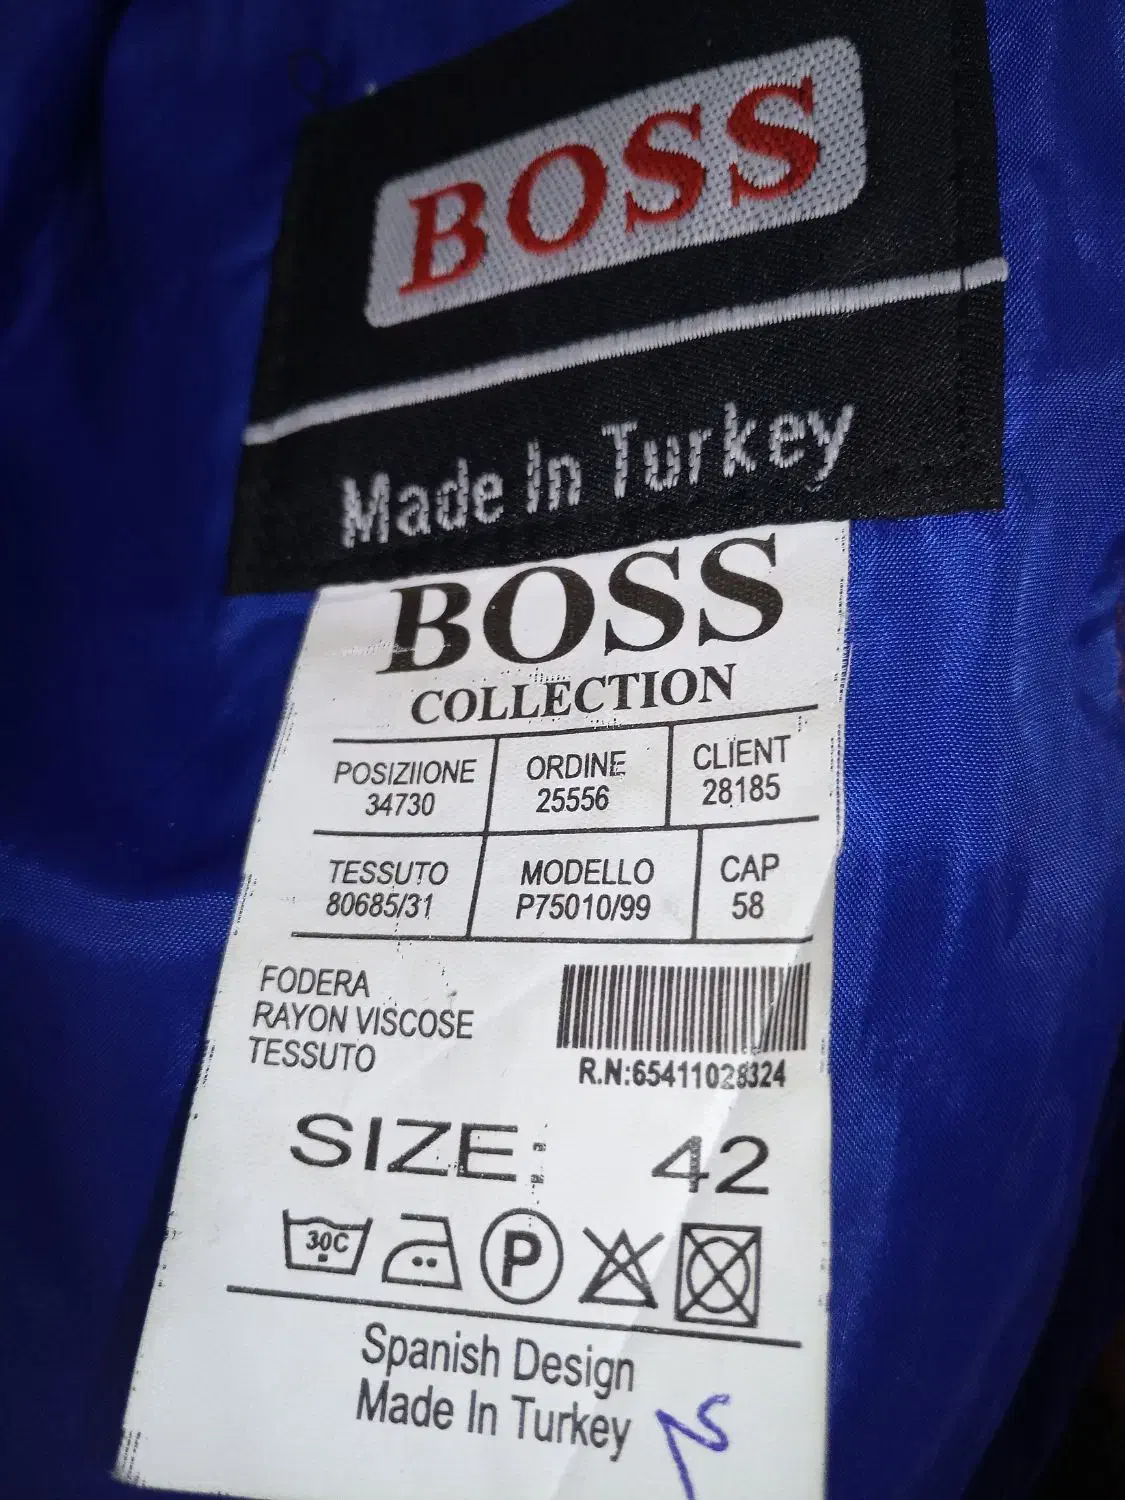 BOSS
Made In Turkey
BOSS
COLLECTION
POSIZIIONE
34730
ORDINE
25556
CLIENT
28185
TESSUTO
80685/31
MODELLO
P75010/99
CAP
58
FODERA
RAYON VISCOSE
TESSUTO
R.N:65411028324
SIZE: 42
30C
P
Spanish Design
Made In Turkey